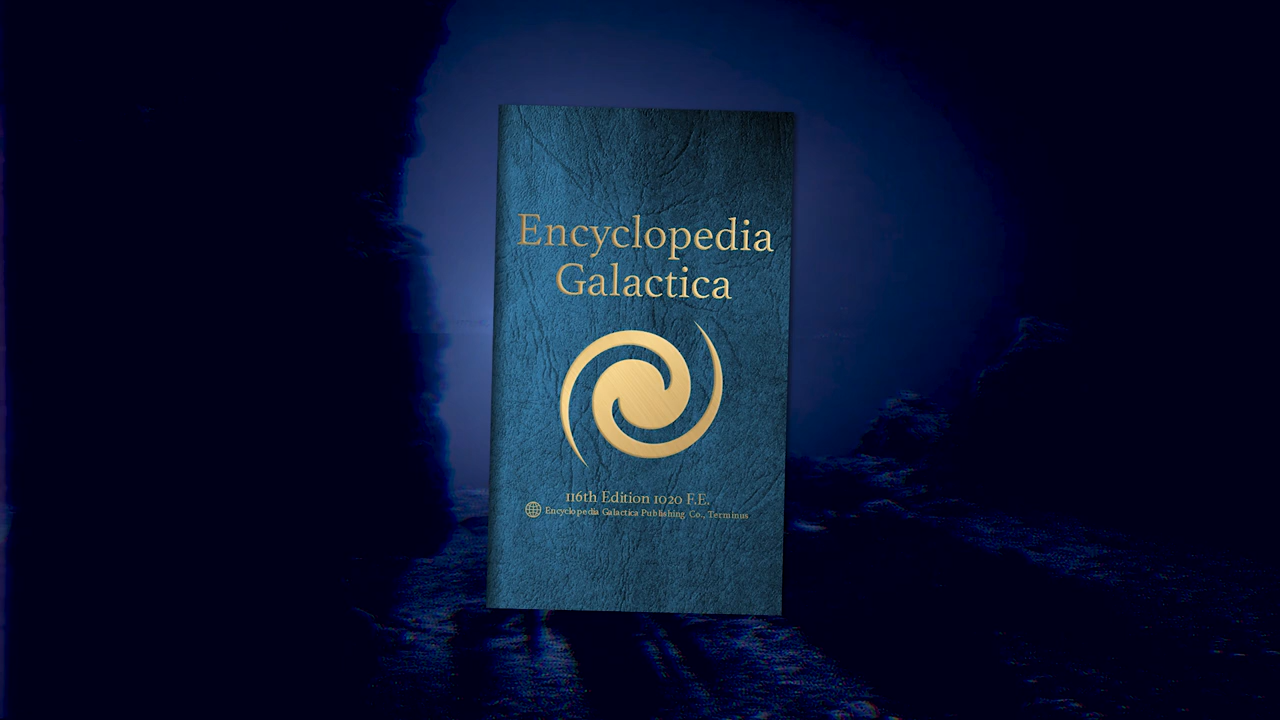 Encyclopedia
Galactica
116th Edition 1020 F.E.
Encyclopedia Galactica Publishing Co., Terminus